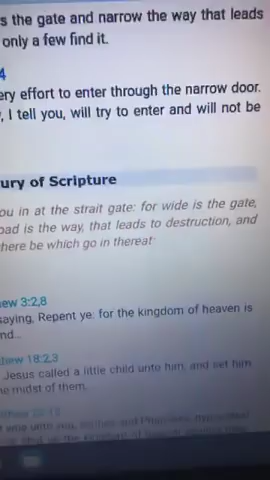 s the gate and narrow the way that leads
only a few find it.
4
ery effort to enter through the narrow door.
, I tell you, will try to enter and will not be
ury of Scripture
ou in at the strait gate: for wide is the gate,
oad is the way, that leads to destruction, and
here be which go in thereat:
ew 3:2,8
saying, Repent ye: for the kingdom of heaven is
nd...
thew 18:2,3
Jesus called a little child unto him, and set him
he midst of them,